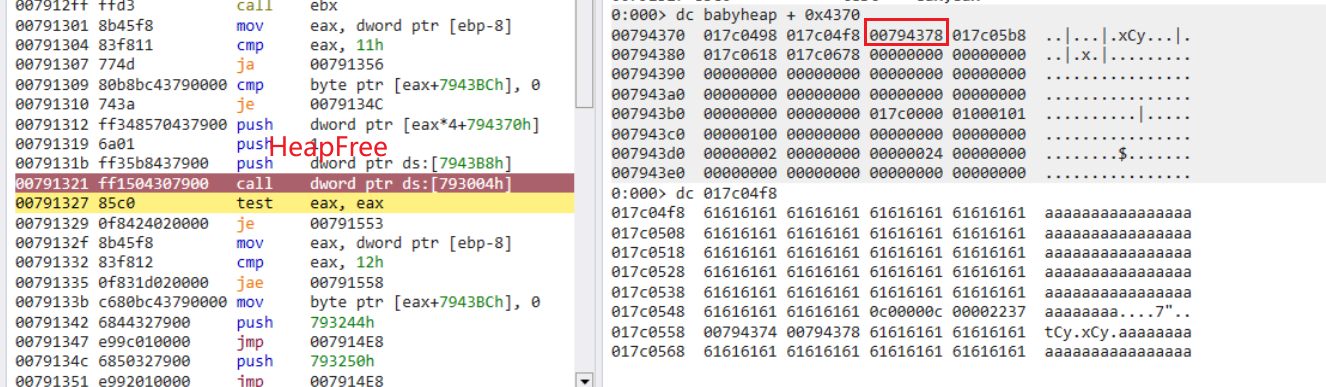 007912ff ffd3 call ebx
00791301 8b45f8 mov eax, dword ptr [ebp-8]
00791304 83f811 cmp eax, 11h
00791307 774d ja 00791356
00791309 80b8bc43790000 cmp byte ptr [eax+7943BCh], 0
00791310 743a je 0079134C
00791312 ff348570437900 push dword ptr [eax*4+794370h]
00791319 6a01 push 1
HeapFree
0079131b ff35b8437900 push dword ptr ds:[7943B8h]
00791321 ff1504307900 call dword ptr ds:[793004h]
00791327 85c0 test eax, eax
00791329 0f8424020000 je 00791553
0079132f 8b45f8 mov eax, dword ptr [ebp-8]
00791332 83f812 cmp eax, 12h
00791335 0f831d020000 jae 00791558
0079133b c680bc43790000 mov byte ptr [eax+7943BCh], 0
00791342 6844327900 push 793244h
00791347 e99c010000 jmp 007914E8
0079134c 6850327900 push 793250h
00791351 e992010000 jmp 007914E8
0:000> dc babyheap + 0x4370
00794370 017c0498 017c04f8 00794378 017c05b8 ..|...|.xCy...|.
00794380 017c0618 017c0678 00000000 00000000 ..|.x.|.........
00794390 00000000 00000000 00000000 00000000 ................
007943a0 00000000 00000000 00000000 00000000 ................
007943b0 00000000 00000000 017c0000 01000101 ..........|.....
007943c0 00000100 00000000 00000000 00000000 ................
007943d0 00000002 00000000 00000024 00000000 ........$.......
007943e0 00000000 00000000 00000000 00000000 ................
0:000> dc 017c04f8
017c04f8 61616161 61616161 61616161 61616161 aaaaaaaaaaaaaaaa
017c0508 61616161 61616161 61616161 61616161 aaaaaaaaaaaaaaaa
017c0518 61616161 61616161 61616161 61616161 aaaaaaaaaaaaaaaa
017c0528 61616161 61616161 61616161 61616161 aaaaaaaaaaaaaaaa
017c0538 61616161 61616161 61616161 61616161 aaaaaaaaaaaaaaaa
017c0548 61616161 61616161 0c00000c 00002237 aaaaaaaa....7"..
017c0558 00794374 00794378 61616161 61616161 tCy.xCy.aaaaaaaa
017c0568 61616161 61616161 61616161 61616161 aaaaaaaaaaaaaaaa